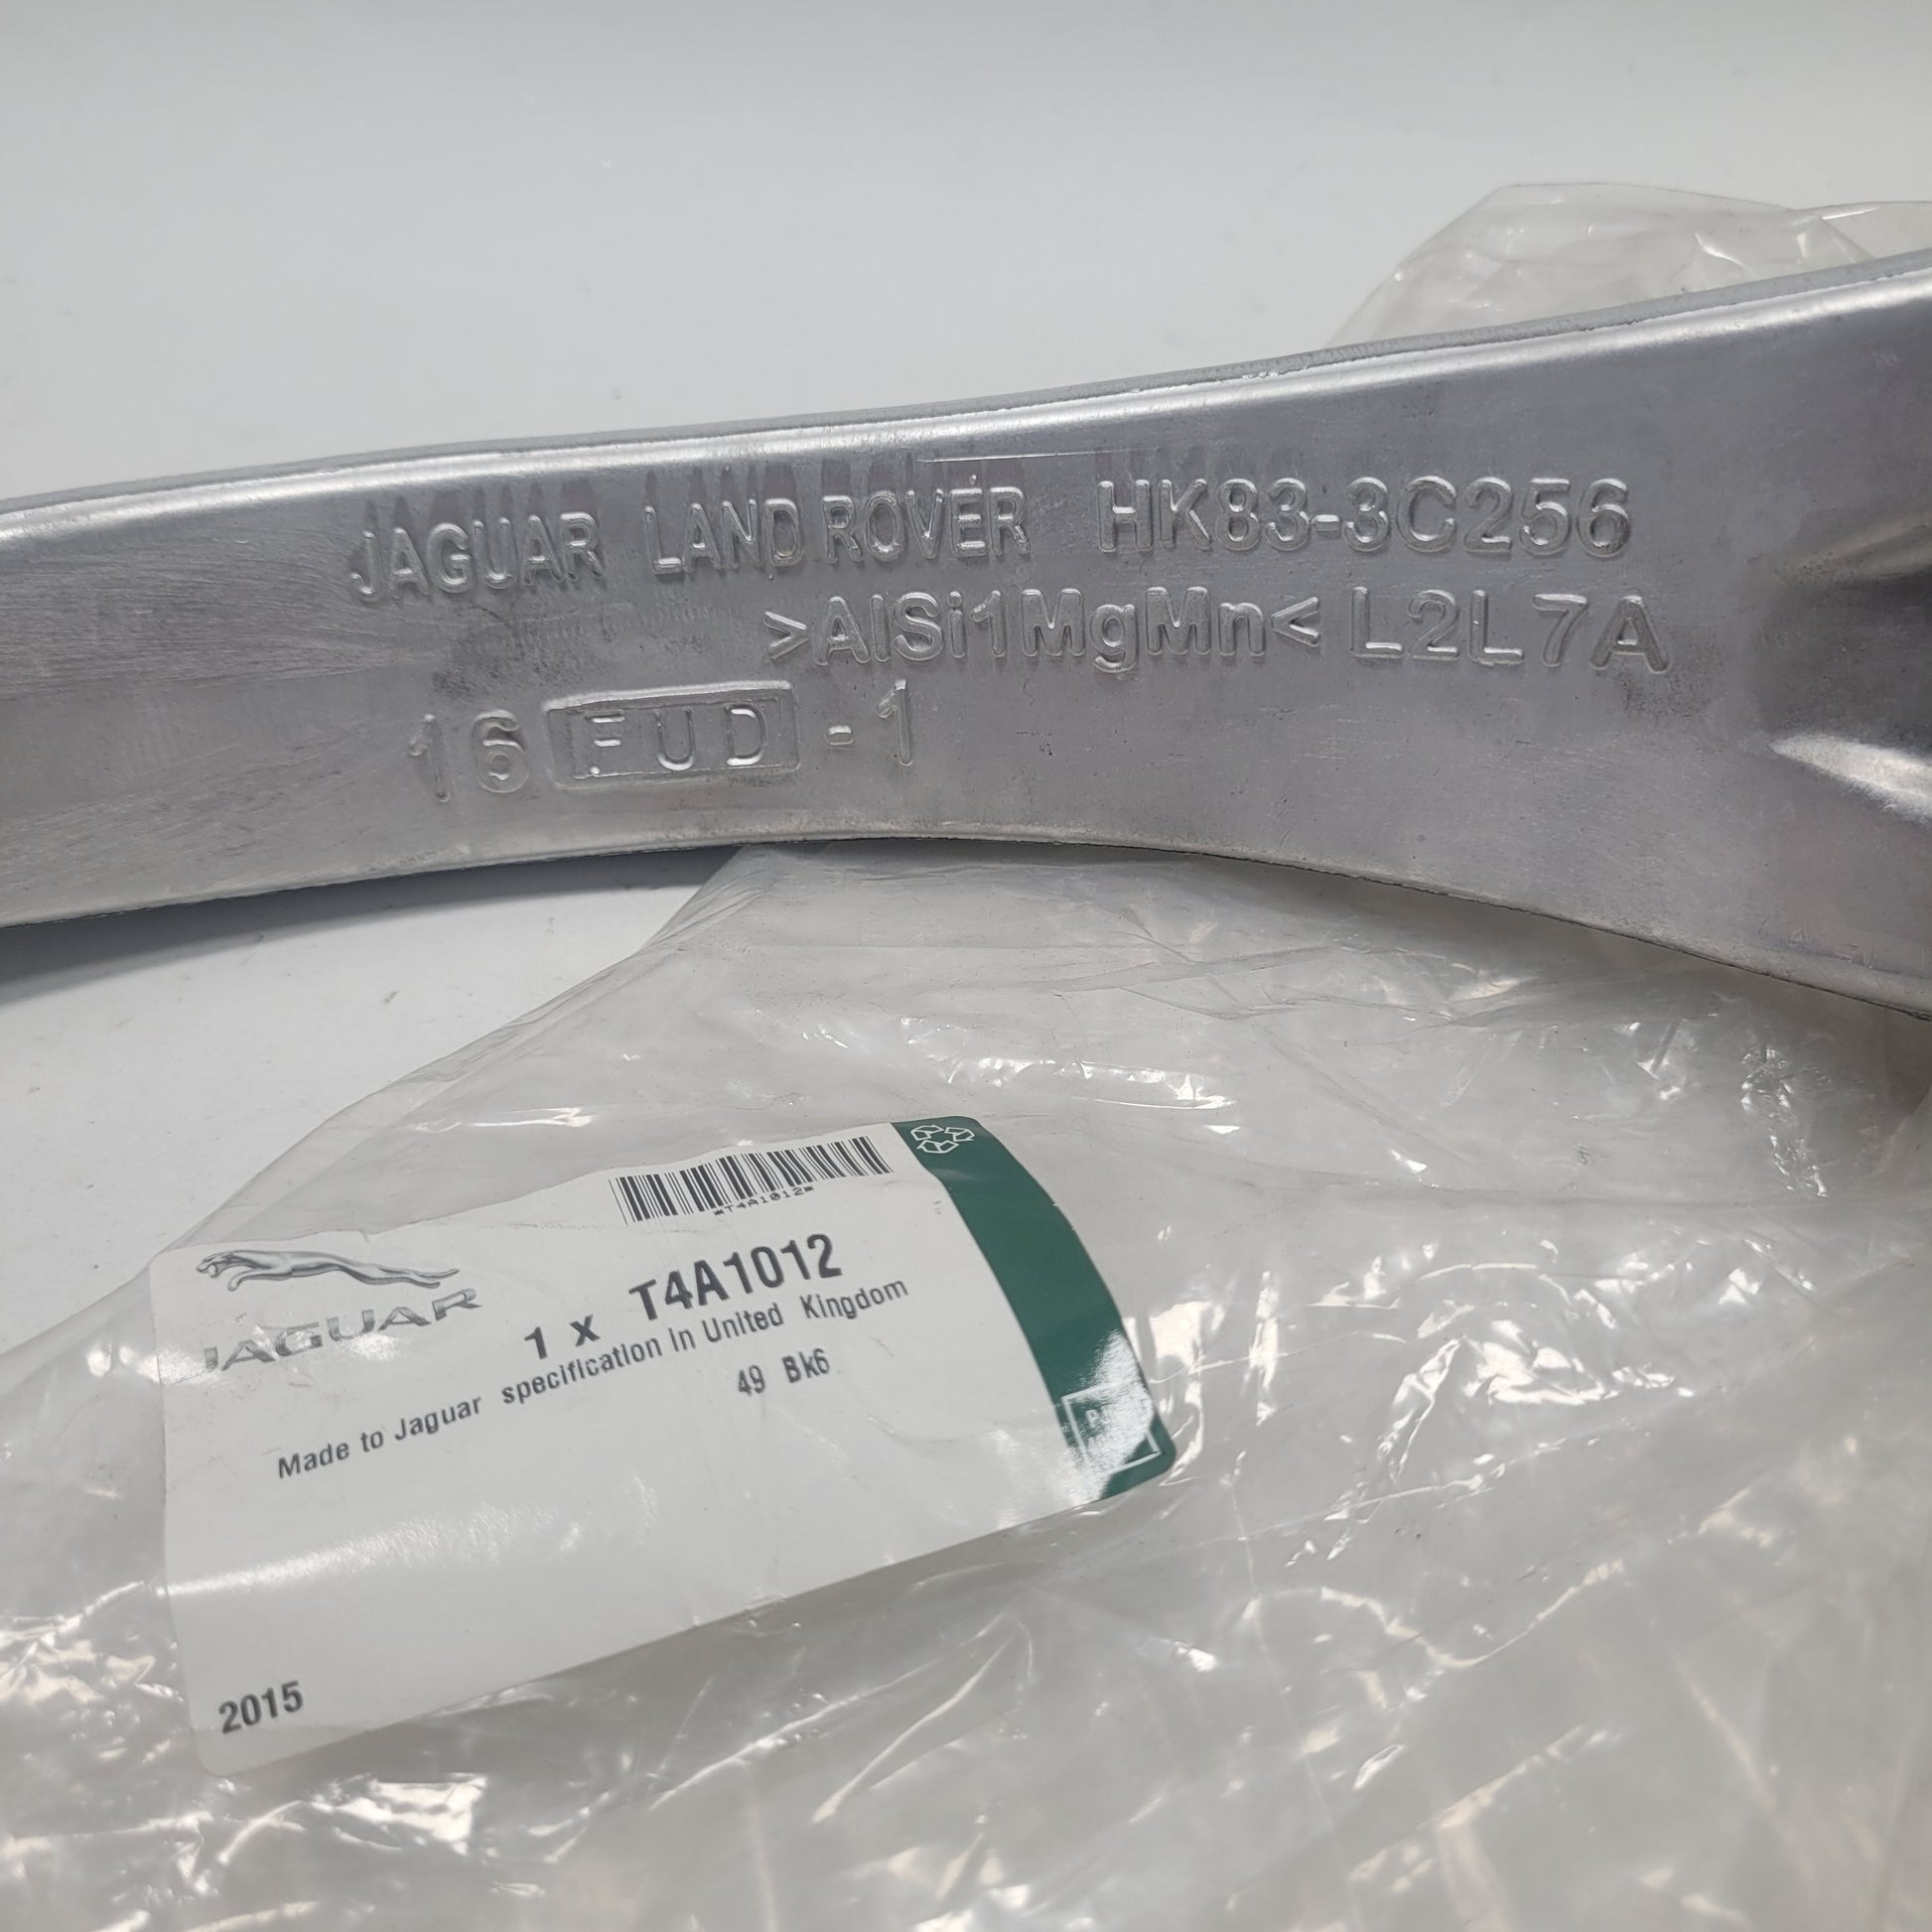 JAGUAR LAND ROVER HK83-3C256
>AlSi1MgMn< L2L7A
16 FUD -1
*T4A1012*
JAGUAR
1 x T4A1012
Made to Jaguar specification in United Kingdom
49 Bk6
2015